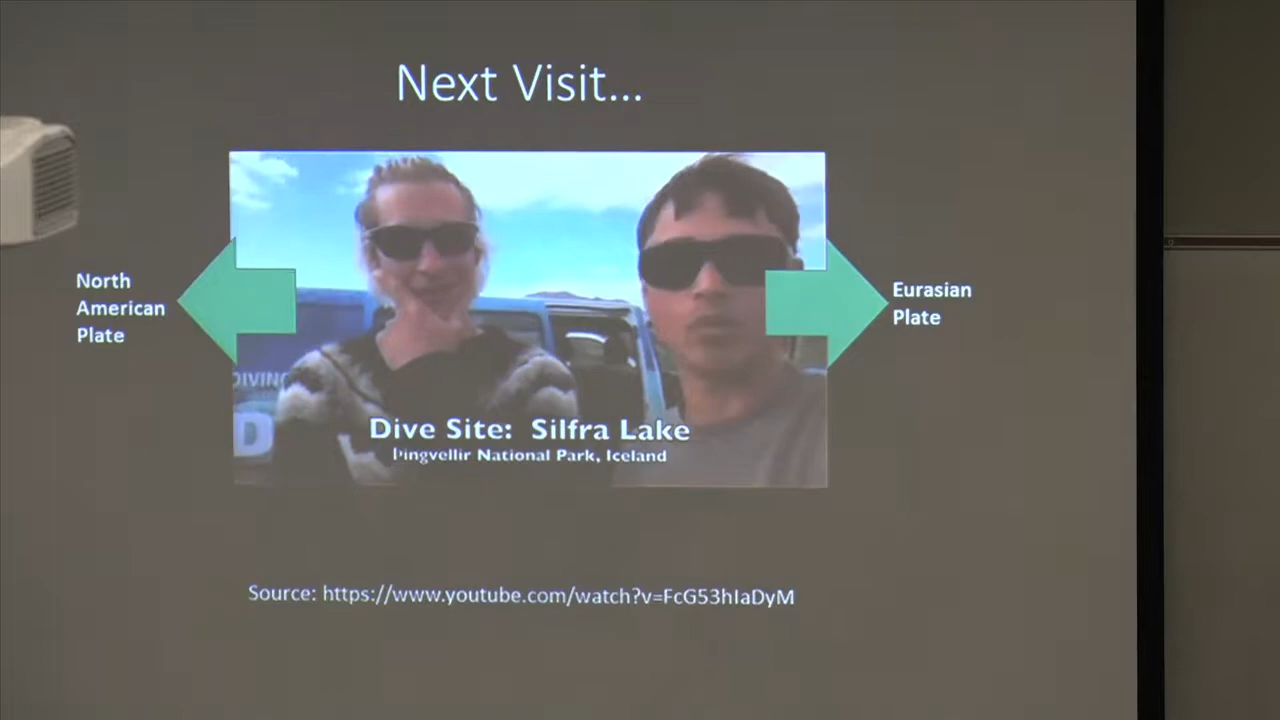 Next Visit...
North
American
Plate
Eurasian
Plate
DIVING
D
Dive Site: Silfra Lake
Þingvellir National Park, Iceland
Source: https://www.youtube.com/watch?v=FcG53hIaDyM